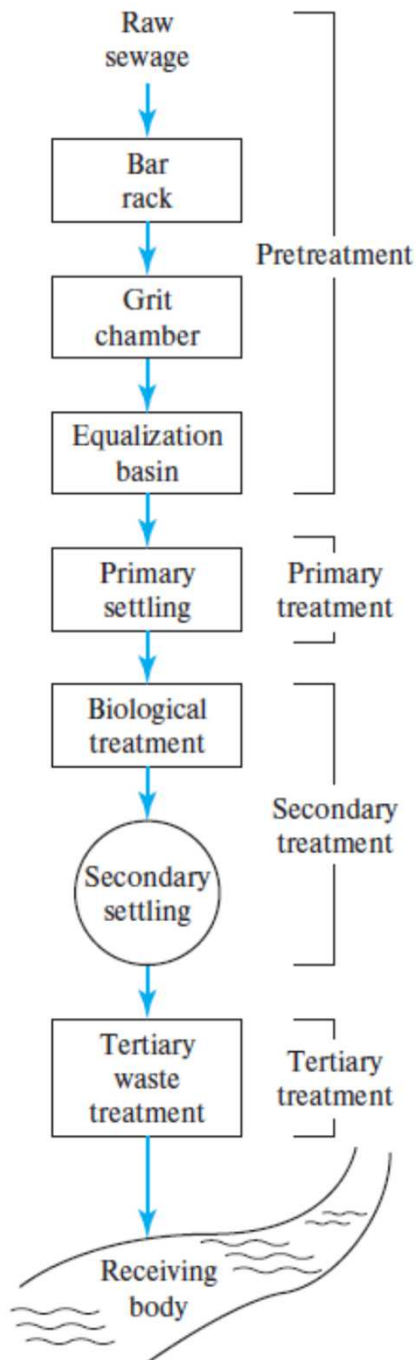 Raw
sewage
Bar
rack
Pretreatment
Grit
chamber
Equalization
basin
Primary
settling
Primary
treatment
Biological
treatment
Secondary
treatment
Secondary
settling
Tertiary
waste
treatment
Tertiary
treatment
Receiving
body